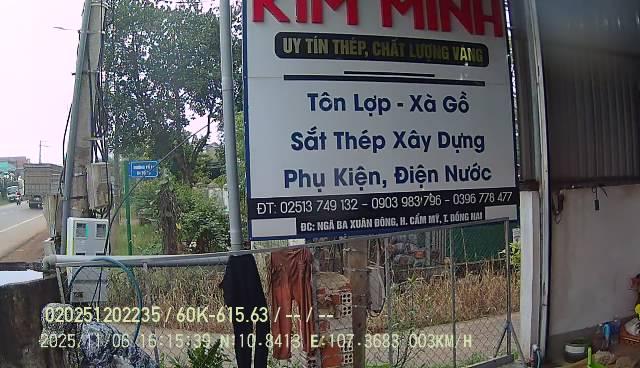 KIM MINH
UY TÍN THÉP, CHẤT LƯỢNG VÀNG
Tôn Lợp - Xà Gồ
Sắt Thép Xây Dựng
Phụ Kiện, Điện Nước
ĐT: 02513 749 132 - 0903 983 796 - 0396 778 477
ĐC: NGÃ BA XUÂN ĐÔNG, H. CẨM MỸ, T. ĐỒNG NAI
020251202235/60K-615.63/--/--
2025/11/06 16:15:39 N:10.8413 E:107.3683 003KM/H